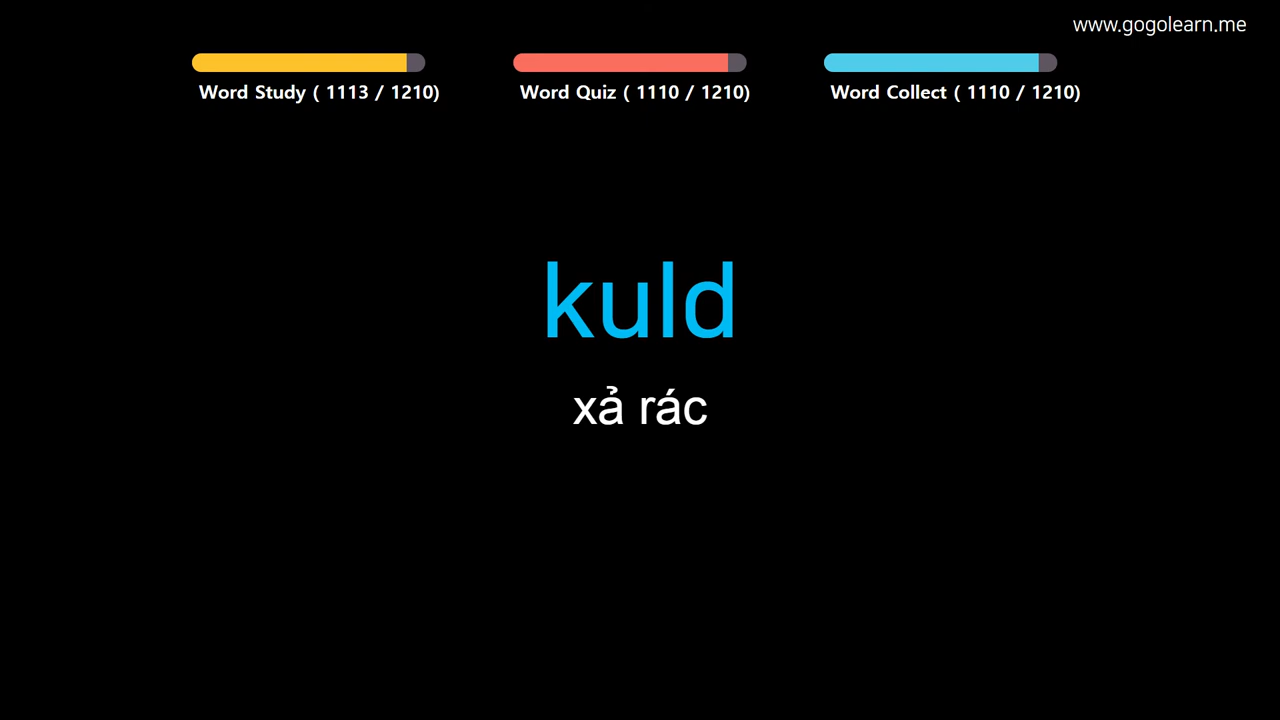 www.gogolearn.me
Word Study ( 1113 / 1210)
Word Quiz ( 1110 / 1210)
Word Collect ( 1110 / 1210)
kuld
xả rác